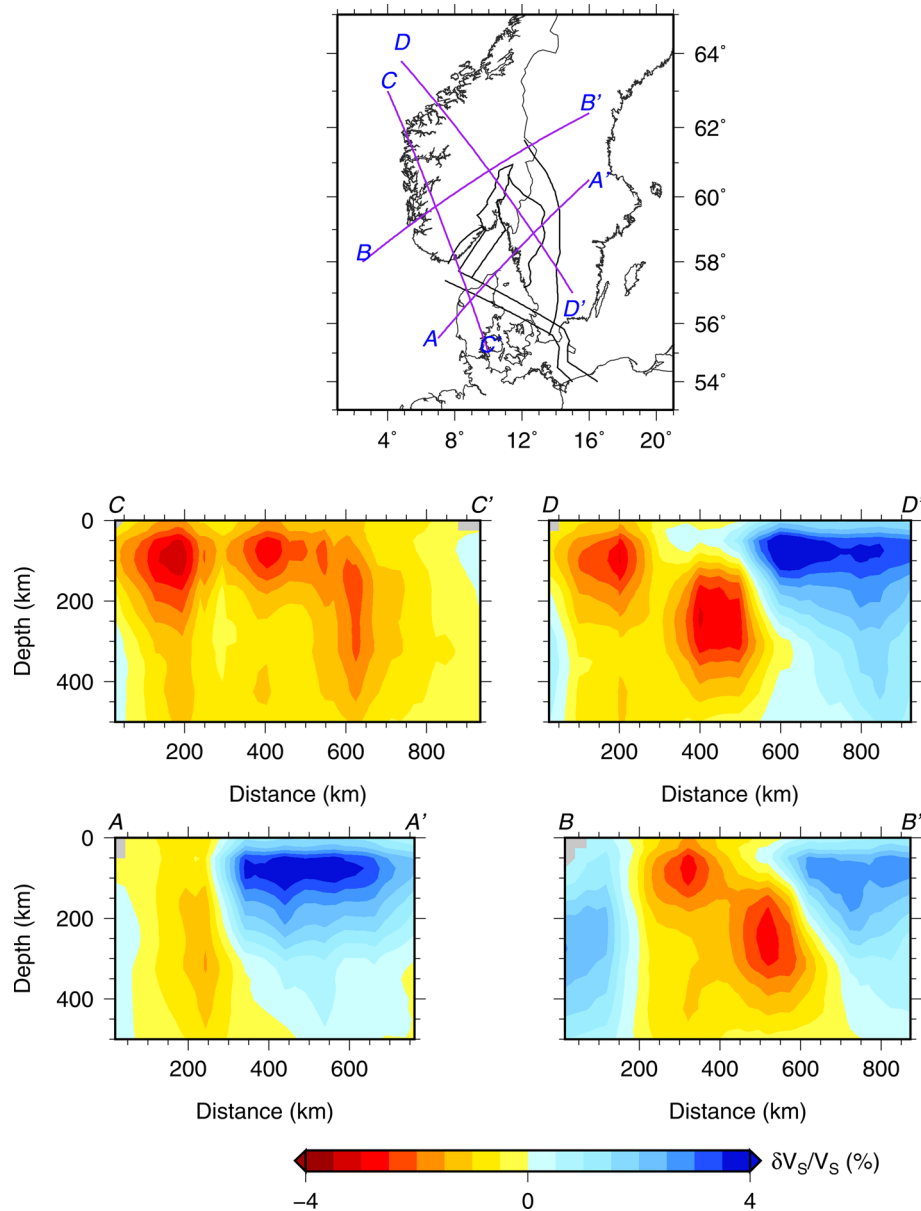 D
C
B'
A'
B
D'
A
C'
64˚
62˚
60˚
58˚
56˚
54˚
4˚ 8˚ 12˚ 16˚ 20˚
C C'
0
200
400
Depth (km)
200 400 600 800
Distance (km)
D D'
200 400 600 800
Distance (km)
A A'
0
200
400
Depth (km)
200 400 600
Distance (km)
B B'
200 400 600 800
Distance (km)
−4 0 4
δVS/VS (%)